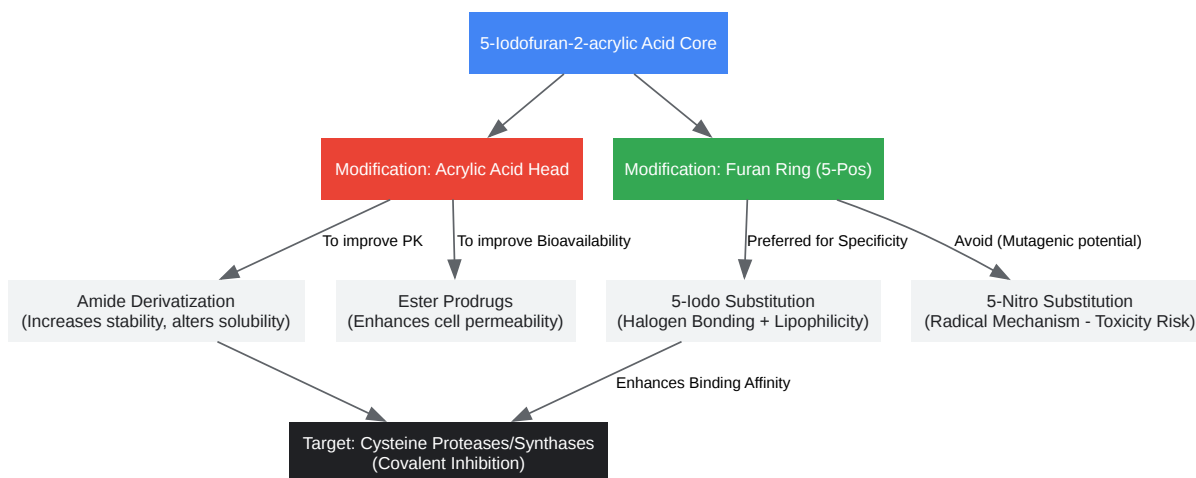 5-Iodofuran-2-acrylic Acid Core
Modification: Acrylic Acid Head
Modification: Furan Ring (5-Pos)
To improve PK
To improve Bioavailability
Preferred for Specificity
Avoid (Mutagenic potential)
Amide Derivatization
(Increases stability, alters solubility)
Ester Prodrugs
(Enhances cell permeability)
5-Iodo Substitution
(Halogen Bonding + Lipophilicity)
5-Nitro Substitution
(Radical Mechanism - Toxicity Risk)
Enhances Binding Affinity
Target: Cysteine Proteases/Synthases
(Covalent Inhibition)